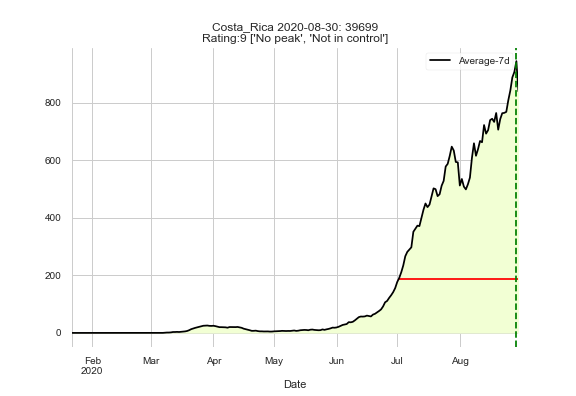 Costa_Rica 2020-08-30: 39699
Rating:9 ['No peak', 'Not in control']
Average-7d
800
600
400
200
0
Feb
2020
Mar
Apr
May
Jun
Jul
Aug
Date